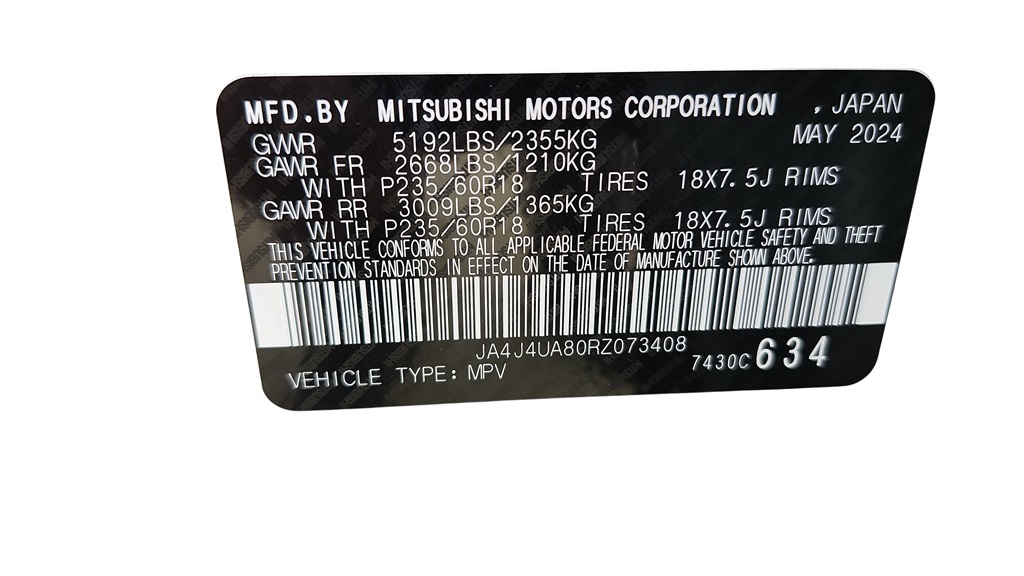 MFD.BY MITSUBISHI MOTORS CORPORATION , JAPAN
GVWR 5192LBS/2355KG MAY 2024
GAWR FR 2668LBS/1210KG
WITH P235/60R18 TIRES 18X7.5J RIMS
GAWR RR 3009LBS/1365KG
WITH P235/60R18 TIRES 18X7.5J RIMS
THIS VEHICLE CONFORMS TO ALL APPLICABLE FEDERAL MOTOR VEHICLE SAFETY AND THEFT
PREVENTION STANDARDS IN EFFECT ON THE DATE OF MANUFACTURE SHOWN ABOVE.
JA4J4UA80RZ073408
VEHICLE TYPE: MPV 7430C 634